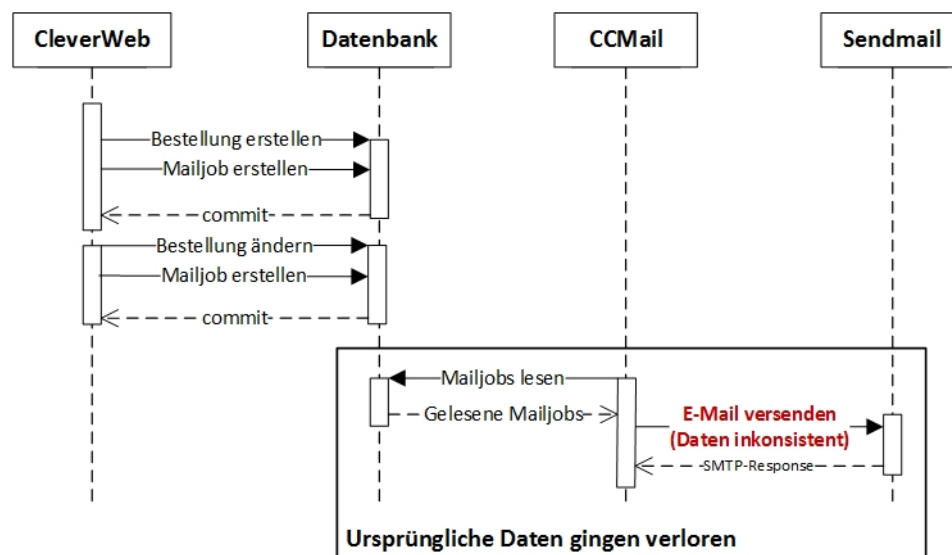 CleverWeb
Datenbank
CCMail
Sendmail
Bestellung erstellen
Mailjob erstellen
commit
Bestellung ändern
Mailjob erstellen
commit
Mailjobs lesen
Gelesene Mailjobs
E-Mail versenden
(Daten inkonsistent)
SMTP-Response
Ursprüngliche Daten gingen verloren